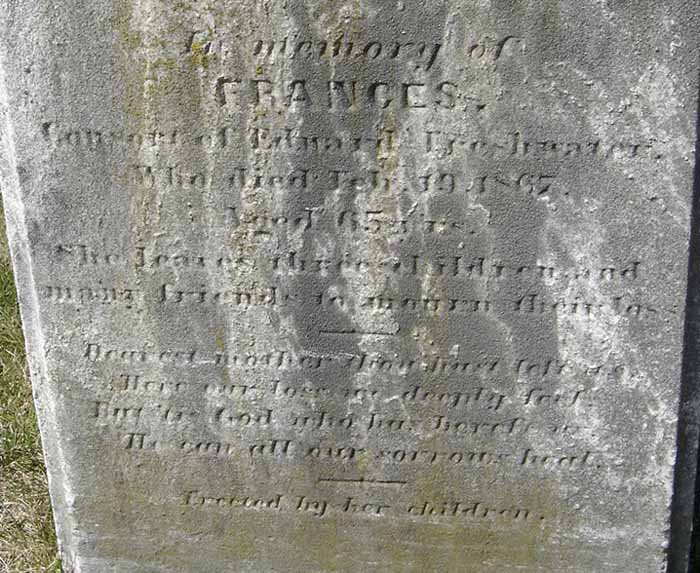 In memory of
FRANCES,
Consort of Edward Freshwater,
Who died Feb. 19, 1867,
Aged 65 yrs.
She leaves three children and
many friends to mourn their loss
Dearest mother thou hast left us,
Here our loss we deeply feel,
But 'tis God who has bereft us
He can all our sorrows heal.
Erected by her children.